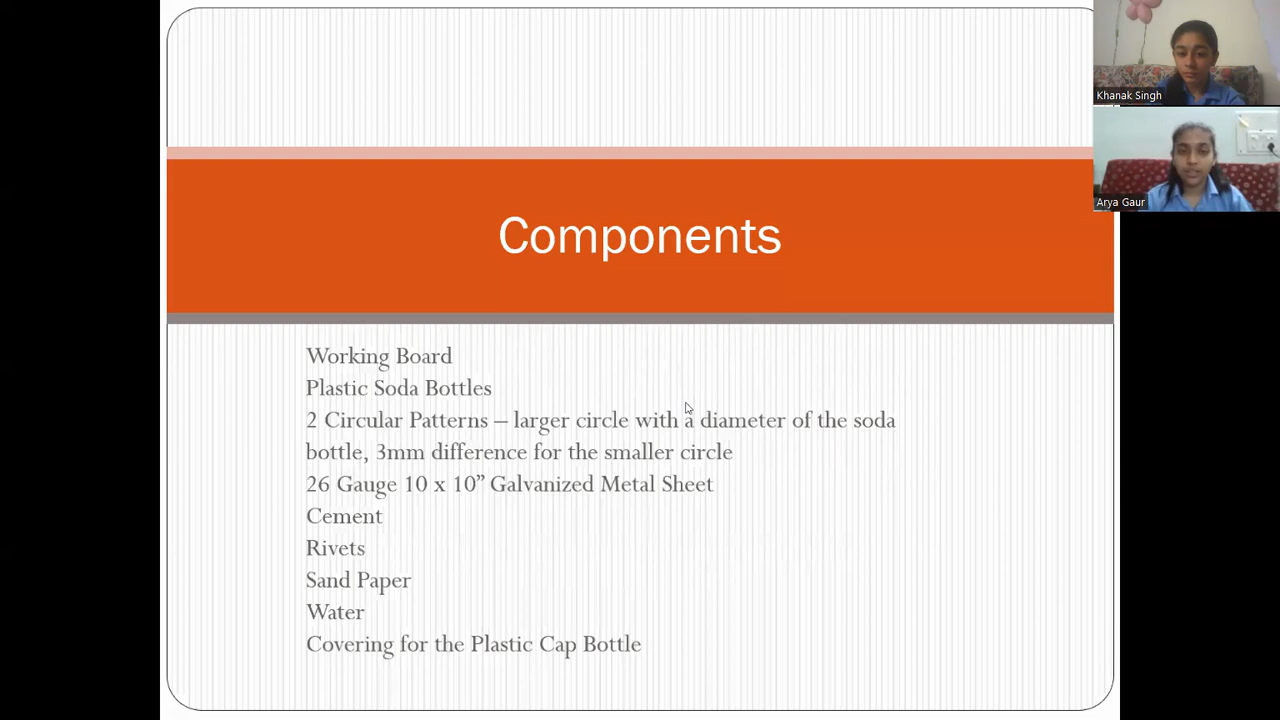 Components
Working Board
Plastic Soda Bottles
2 Circular Patterns – larger circle with a diameter of the soda
bottle, 3mm difference for the smaller circle
26 Gauge 10 x 10” Galvanized Metal Sheet
Cement
Rivets
Sand Paper
Water
Covering for the Plastic Cap Bottle
Khanak Singh
Arya Gaur